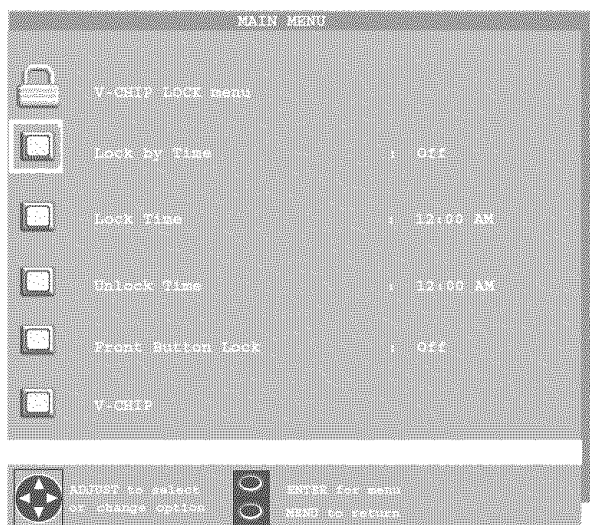 MAIN MENU
V-CHIP LOCK menu
Lock by Time : Off
Lock Time : 12:00 AM
Unlock Time : 12:00 AM
Front Button Lock : Off
V-CHIP
ADJUST to select
or change option
ENTER for menu
MENU to return